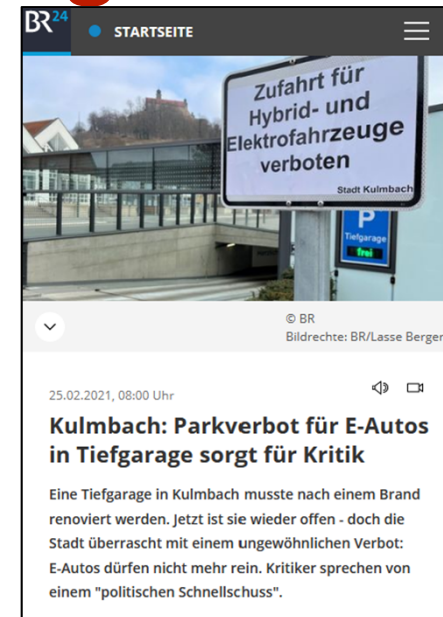 BR24
STARTSEITE
Zufahrt für
Hybrid- und
Elektrofahrzeuge
verboten
Stadt Kulmbach
P
Tiefgarage
frei
© BR
Bildrechte: BR/Lasse Berger
25.02.2021, 08:00 Uhr
Kulmbach: Parkverbot für E-Autos
in Tiefgarage sorgt für Kritik
Eine Tiefgarage in Kulmbach musste nach einem Brand
renoviert werden. Jetzt ist sie wieder offen - doch die
Stadt überrascht mit einem ungewöhnlichen Verbot:
E-Autos dürfen nicht mehr rein. Kritiker sprechen von
einem "politischen Schnellschuss".